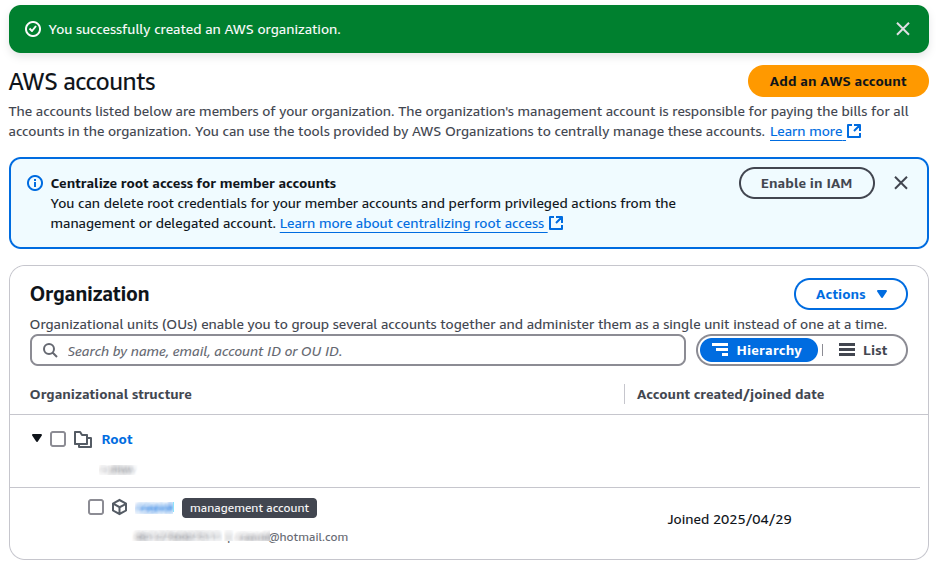 You successfully created an AWS organization.
AWS accounts
Add an AWS account
The accounts listed below are members of your organization. The organization's management account is responsible for paying the bills for all
accounts in the organization. You can use the tools provided by AWS Organizations to centrally manage these accounts. Learn more
Centralize root access for member accounts
Enable in IAM
You can delete root credentials for your member accounts and perform privileged actions from the
management or delegated account. Learn more about centralizing root access
Organization
Actions
Organizational units (OUs) enable you to group several accounts together and administer them as a single unit instead of one at a time.
Search by name, email, account ID or OU ID.
Hierarchy
List
Organizational structure
Account created/joined date
Root
management account
Joined 2025/04/29
| @hotmail.com